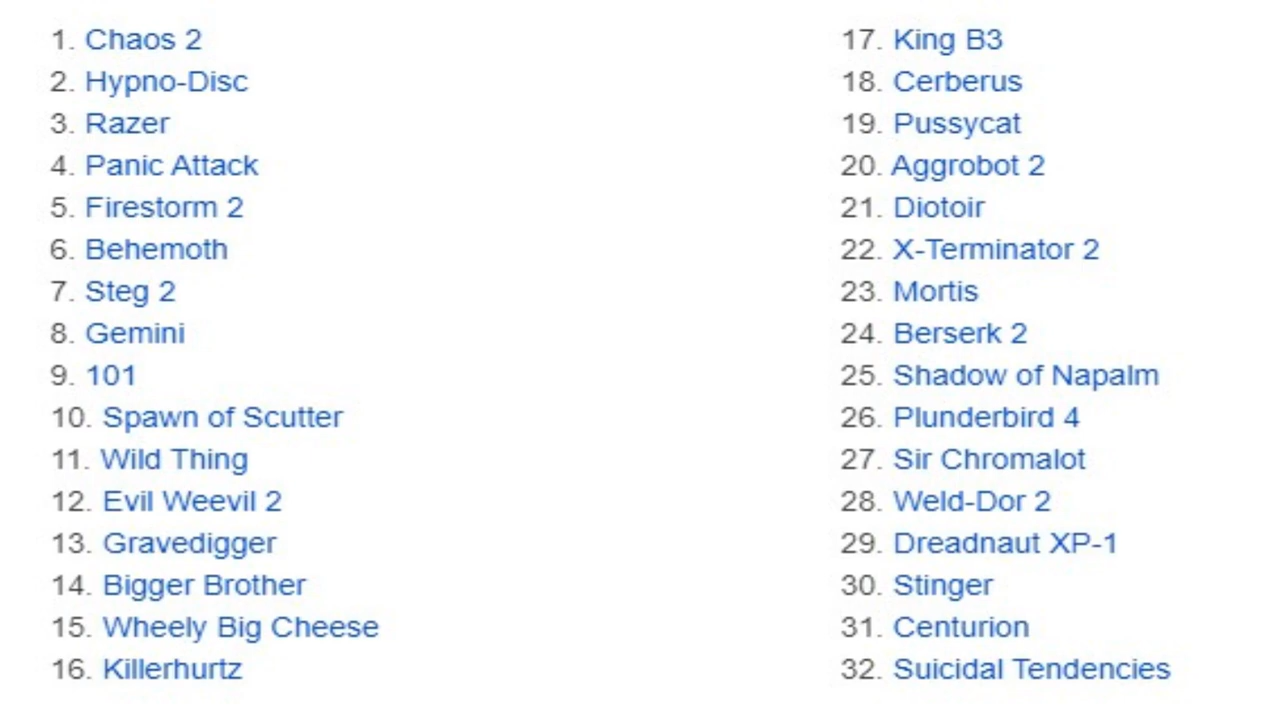 1. Chaos 2
2. Hypno-Disc
3. Razer
4. Panic Attack
5. Firestorm 2
6. Behemoth
7. Steg 2
8. Gemini
9. 101
10. Spawn of Scutter
11. Wild Thing
12. Evil Weevil 2
13. Gravedigger
14. Bigger Brother
15. Wheely Big Cheese
16. Killerhurtz
17. King B3
18. Cerberus
19. Pussycat
20. Aggrobot 2
21. Diotoir
22. X-Terminator 2
23. Mortis
24. Berserk 2
25. Shadow of Napalm
26. Plunderbird 4
27. Sir Chromalot
28. Weld-Dor 2
29. Dreadnaut XP-1
30. Stinger
31. Centurion
32. Suicidal Tendencies